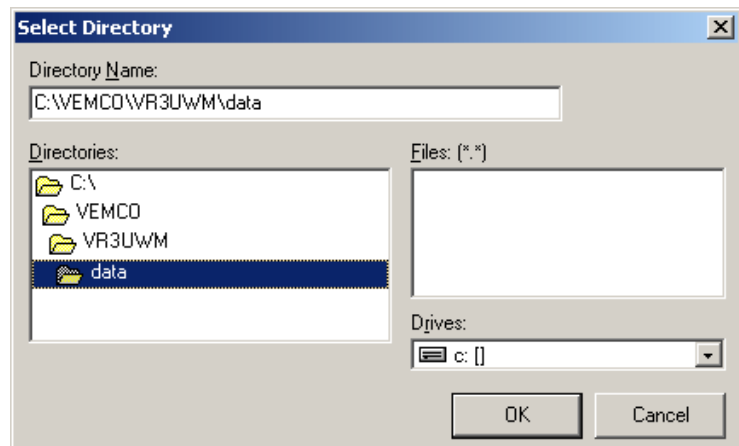 Select Directory
Directory Name:
C:\VEMCO\VR3UWM\data
Directories:
C:\
VEMCO
VR3UWM
data
Files: (*.*)
Drives:
c: []
OK
Cancel